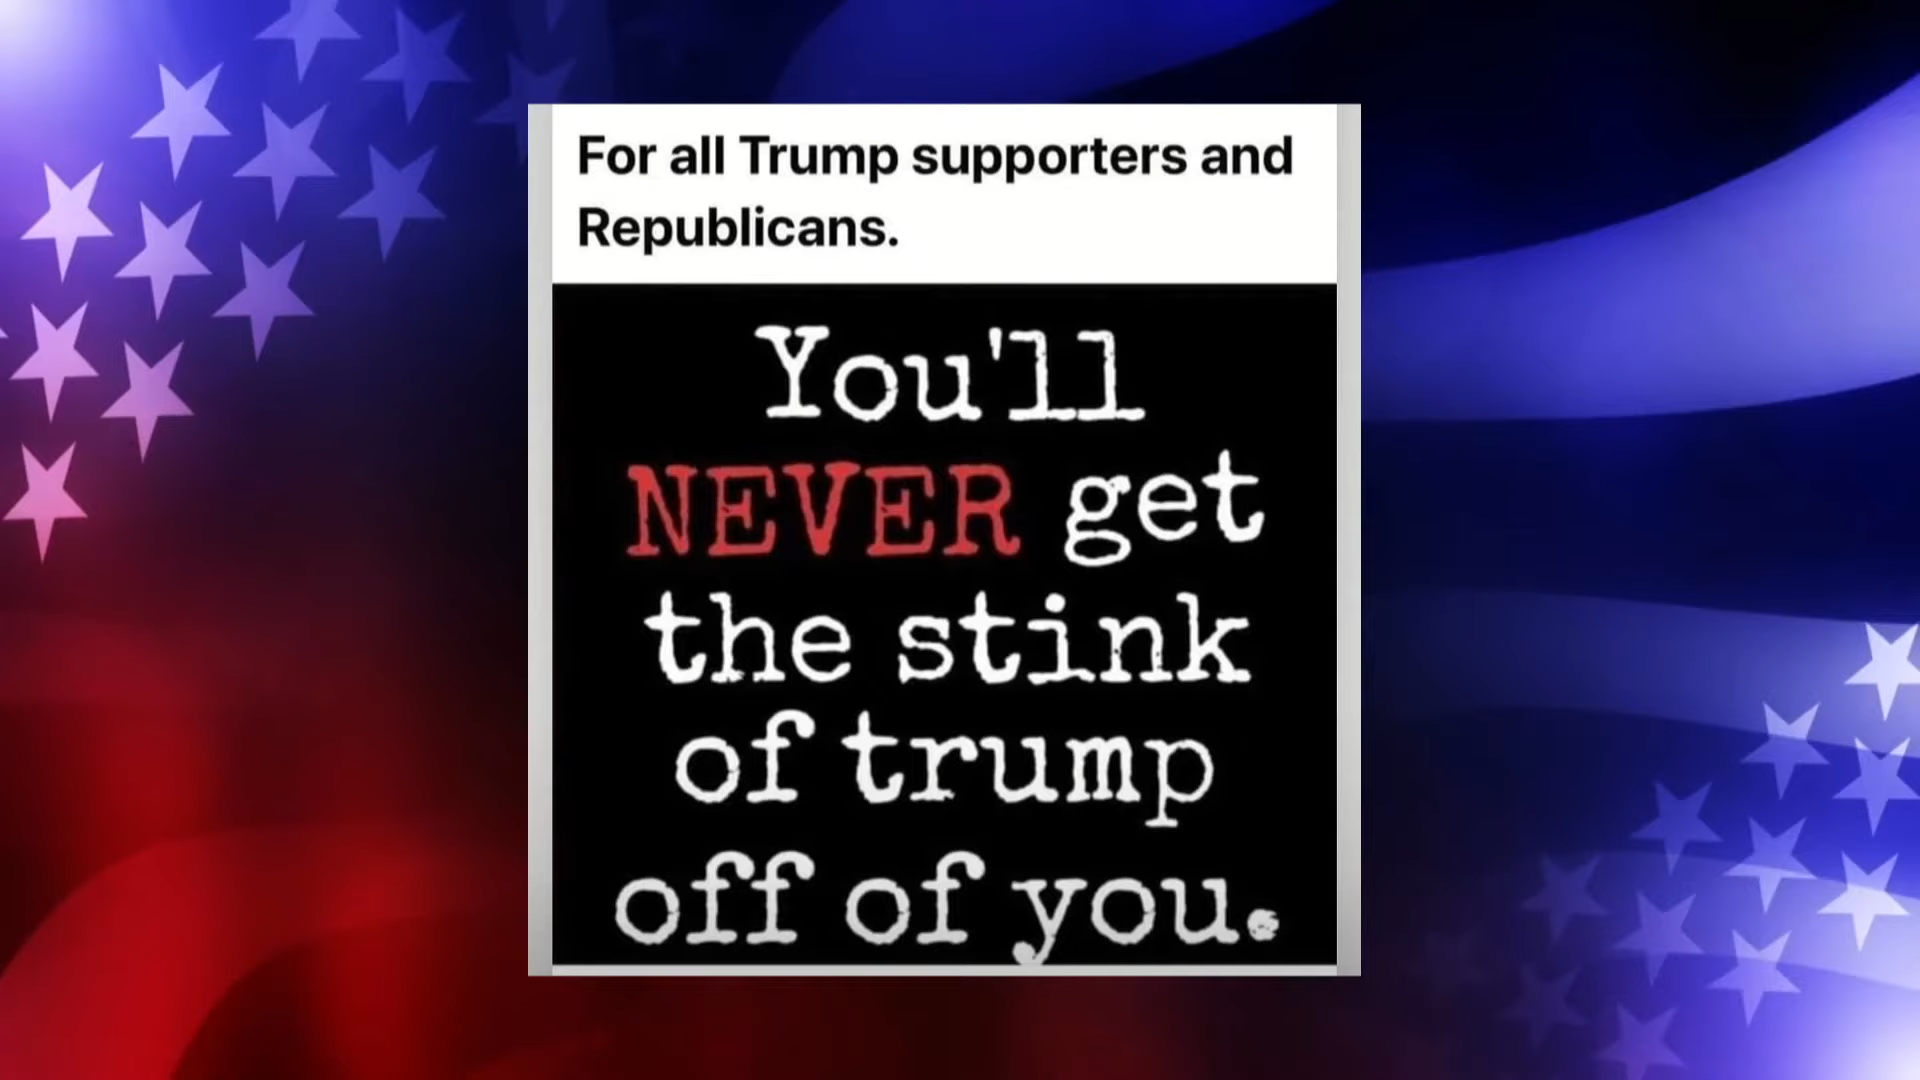 For all Trump supporters and
Republicans.
You'll
NEVER get
the stink
of trump
off of you.